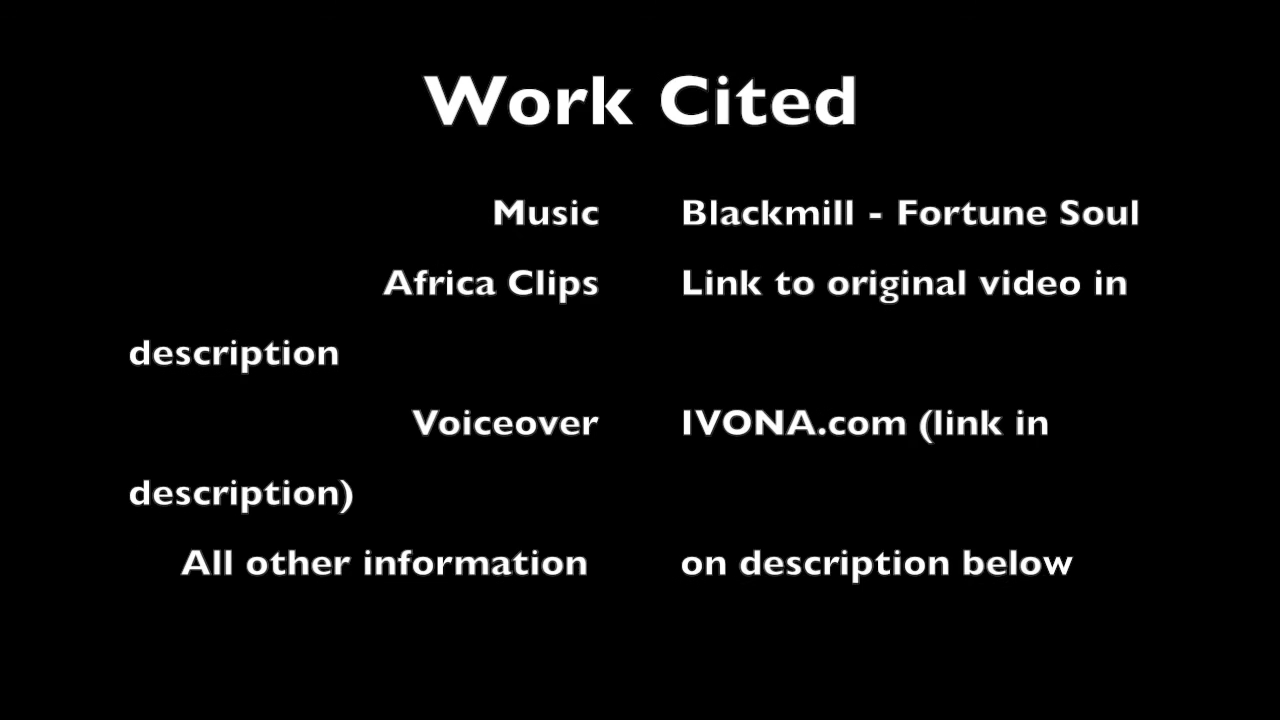 Work Cited
Music Blackmill - Fortune Soul
Africa Clips Link to original video in
description
Voiceover IVONA.com (link in
description)
All other information on description below